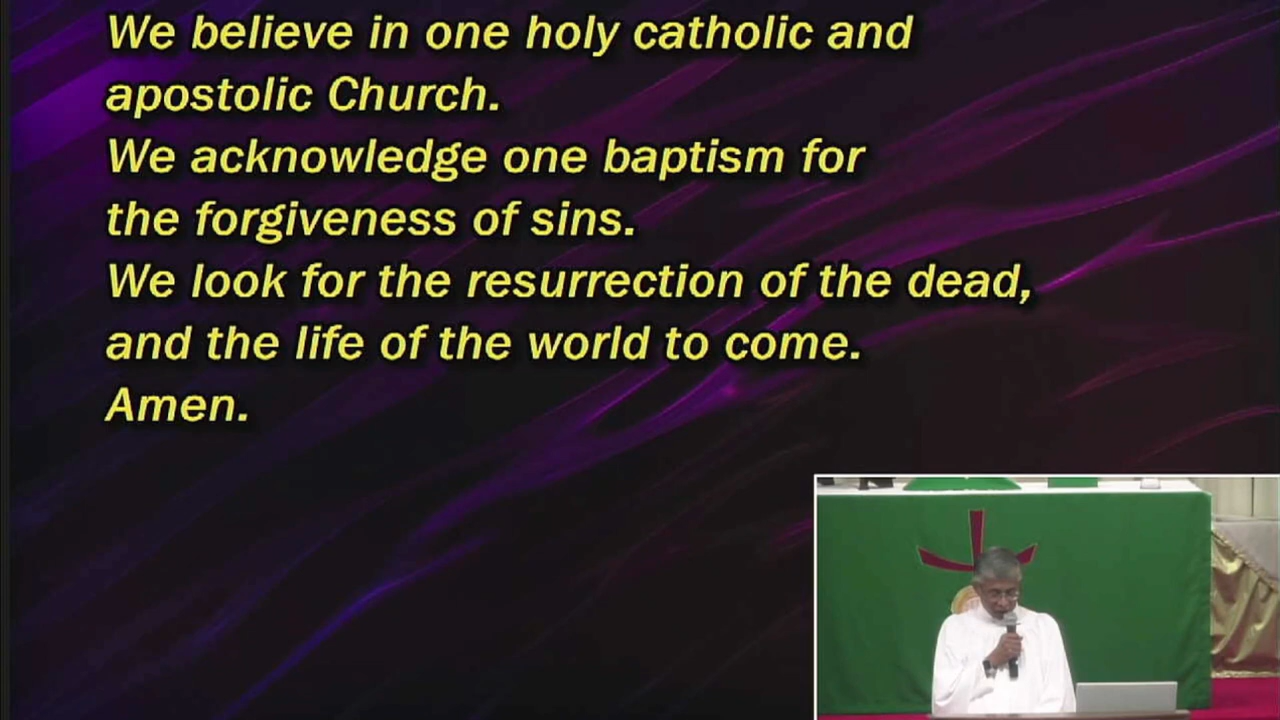 We believe in one holy catholic and
apostolic Church.
We acknowledge one baptism for
the forgiveness of sins.
We look for the resurrection of the dead,
and the life of the world to come.
Amen.